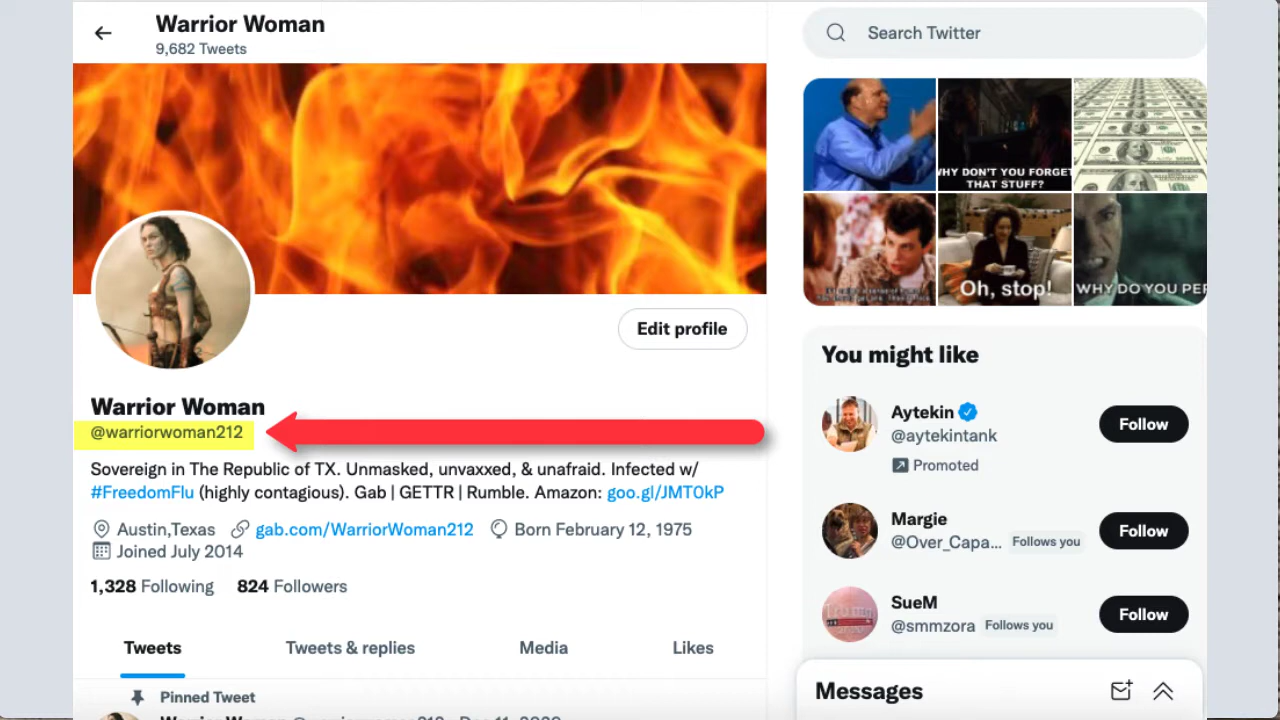 Warrior Woman
9,682 Tweets
Search Twitter
WHY DON'T YOU FORGET
THAT STUFF?
Oh, stop!
WHY DO YOU PER
Edit profile
Warrior Woman
@warriorwoman212
Sovereign in The Republic of TX. Unmasked, unvaxxed, & unafraid. Infected w/
#FreedomFlu (highly contagious). Gab | GETTR | Rumble. Amazon: goo.gl/JMT0kP
Austin,Texas gab.com/WarriorWoman212 Born February 12, 1975
Joined July 2014
1,328 Following 824 Followers
Tweets Tweets & replies Media Likes
Pinned Tweet
You might like
Aytekin
@aytekintank
Promoted
Follow
Margie
@Over_Capa... Follows you
Follow
SueM
@smmzora Follows you
Follow
Messages